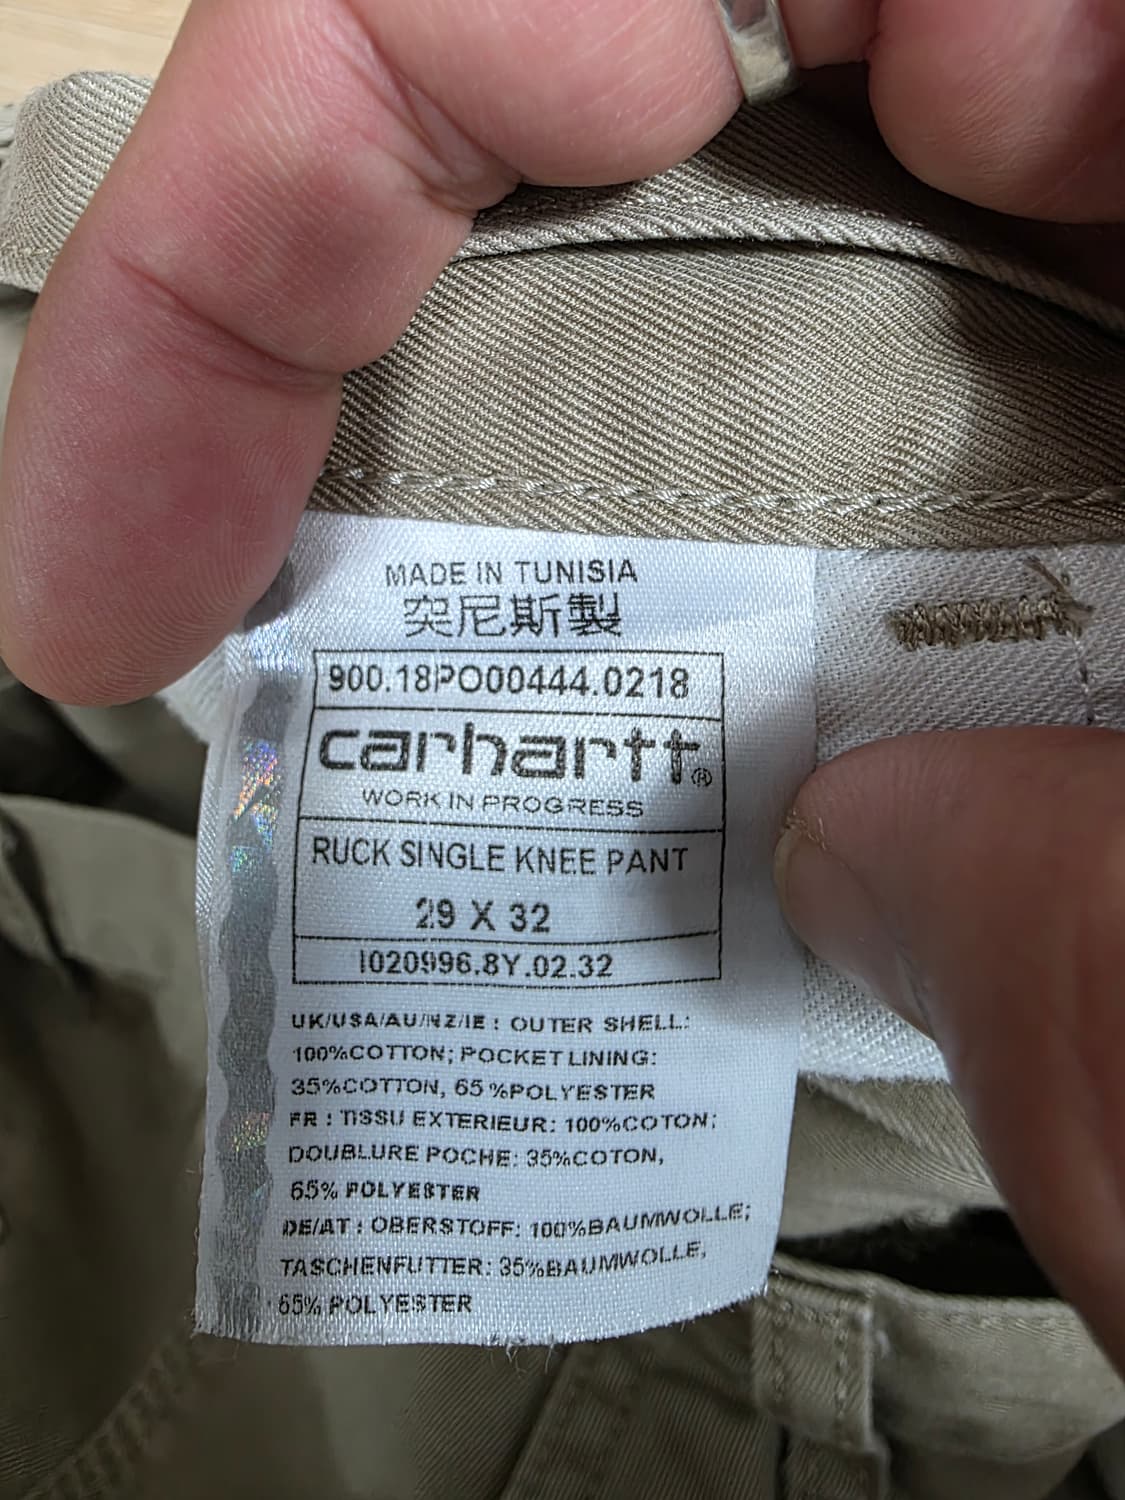 MADE IN TUNISIA
突尼斯製
900.18PO00444.0218
carhartt®
WORK IN PROGRESS
RUCK SINGLE KNEE PANT
29 X 32
I020996.8Y.02.32
UK/USA/AU/NZ/IE : OUTER SHELL:
100%COTTON; POCKET LINING:
35%COTTON, 65%POLYESTER
FR : TISSU EXTERIEUR: 100%COTON;
DOUBLURE POCHE: 35%COTON,
65% POLYESTER
DE/AT : OBERSTOFF: 100%BAUMWOLLE;
TASCHENFUTTER: 35%BAUMWOLLE,
65% POLYESTER